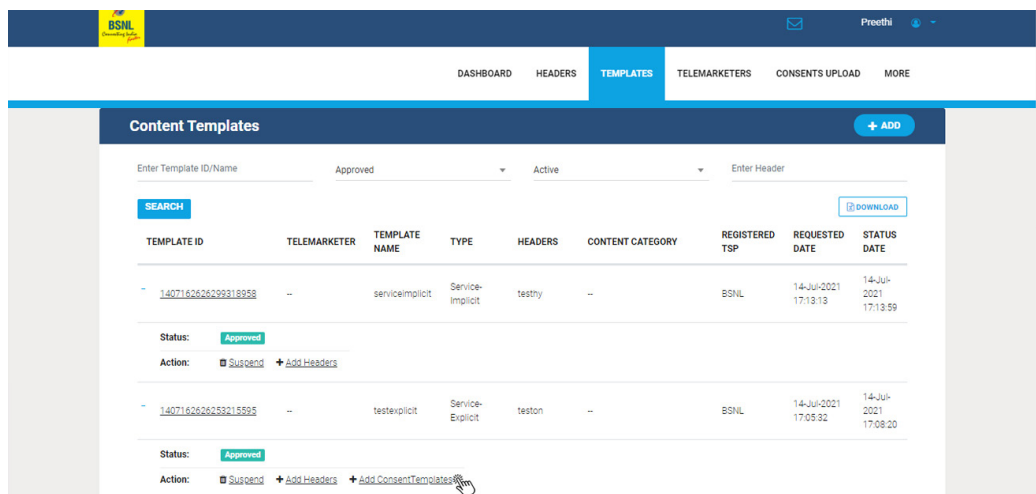 BSNL
Connecting India
Preethi
DASHBOARD HEADERS TEMPLATES TELEMARKETERS CONSENTS UPLOAD MORE
Content Templates + ADD
Enter Template ID/Name Approved Active Enter Header
SEARCH DOWNLOAD
TEMPLATE ID TELEMARKETER TEMPLATE NAME TYPE HEADERS CONTENT CATEGORY REGISTERED TSP REQUESTED DATE STATUS DATE
1407162626299318958 -- serviceimplicit Service-Implicit testhy -- BSNL 14-Jul-2021 17:13:13 14-Jul-2021 17:13:59
Status: Approved
Action: Suspend + Add Headers
1407162626253215595 -- testexplicit Service-Explicit teston -- BSNL 14-Jul-2021 17:05:32 14-Jul-2021 17:08:20
Status: Approved
Action: Suspend + Add Headers + Add ConsentTemplates